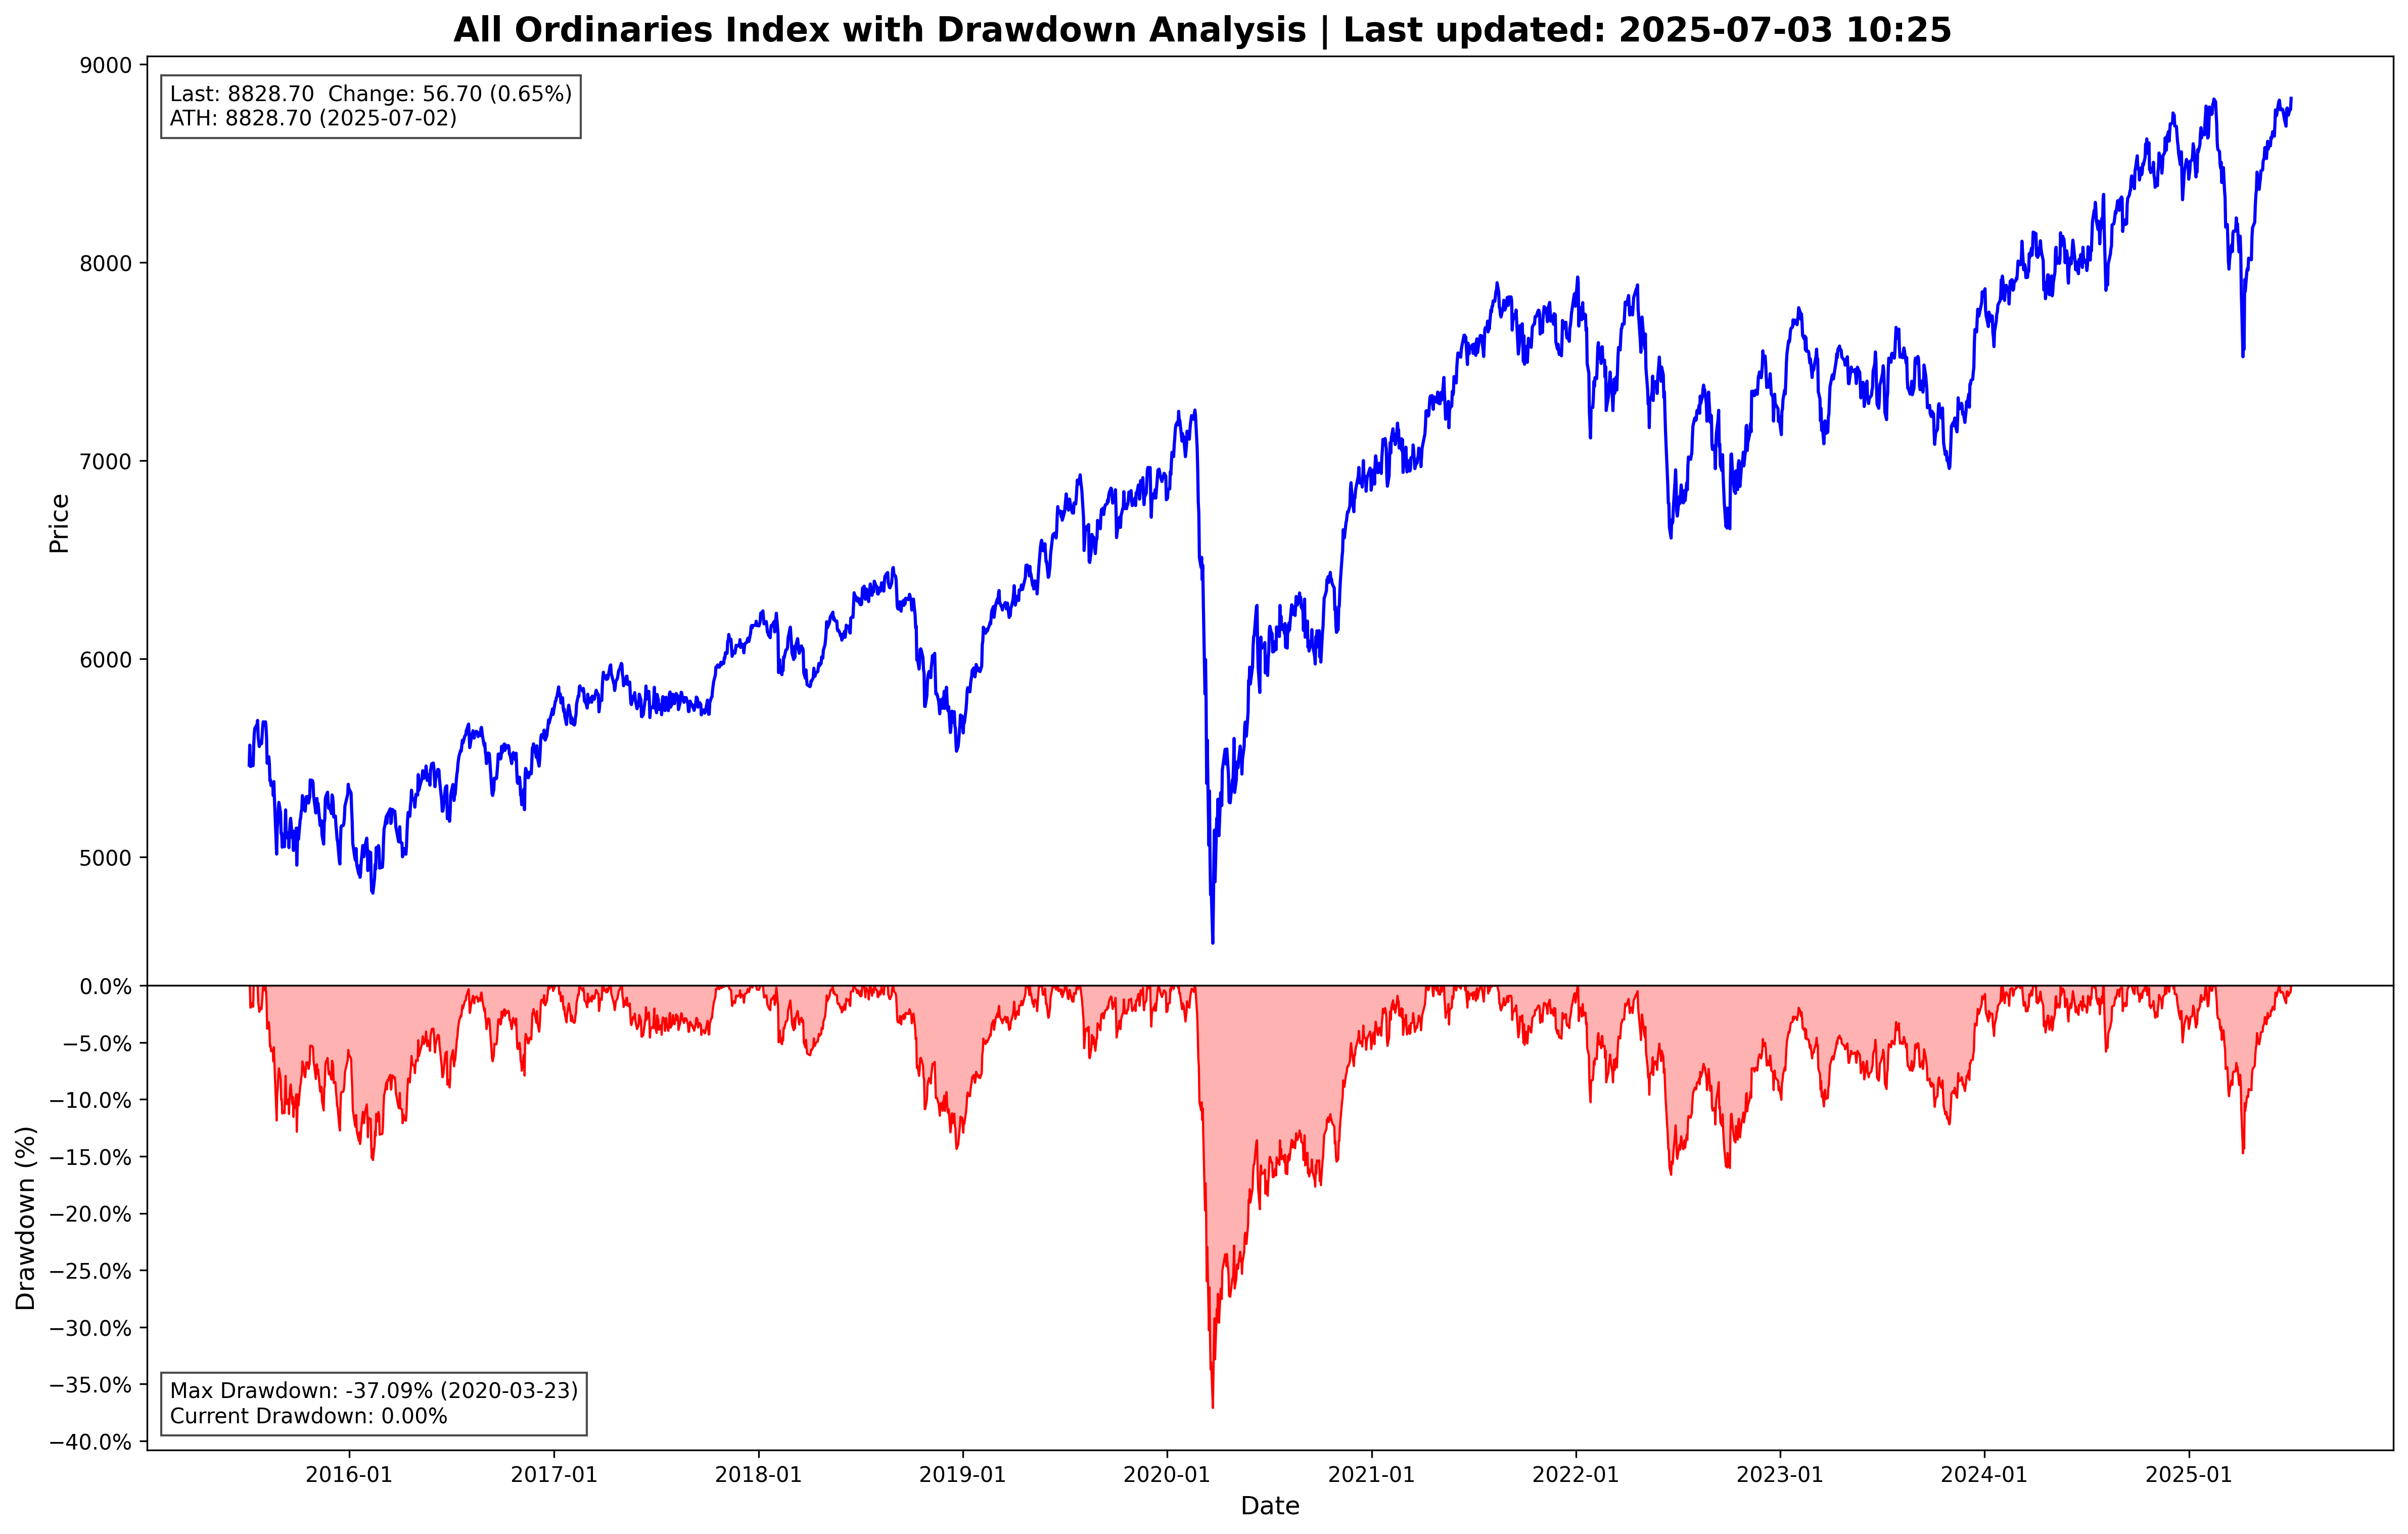 All Ordinaries Index with Drawdown Analysis | Last updated: 2025-07-03 10:25
Last: 8828.70  Change: 56.70 (0.65%)
ATH: 8828.70 (2025-07-02)
Price
9000
8000
7000
6000
5000
Drawdown (%)
0.0%
−5.0%
−10.0%
−15.0%
−20.0%
−25.0%
−30.0%
−35.0%
−40.0%
Max Drawdown: -37.09% (2020-03-23)
Current Drawdown: 0.00%
2016-01 2017-01 2018-01 2019-01 2020-01 2021-01 2022-01 2023-01 2024-01 2025-01
Date